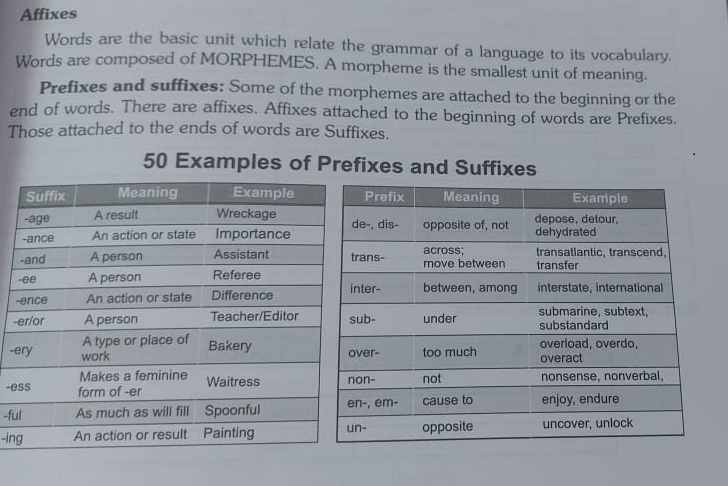 Affixes
Words are the basic unit which relate the grammar of a language to its vocabulary.
Words are composed of MORPHEMES. A morpheme is the smallest unit of meaning.
Prefixes and suffixes: Some of the morphemes are attached to the beginning or the
end of words. There are affixes. Affixes attached to the beginning of words are Prefixes.
Those attached to the ends of words are Suffixes.
50 Examples of Prefixes and Suffixes
Suffix Meaning Example
-age A result Wreckage
-ance An action or state Importance
-and A person Assistant
-ee A person Referee
-ence An action or state Difference
-er/or A person Teacher/Editor
-ery A type or place of Bakery
work
-ess Makes a feminine Waitress
form of -er
-ful As much as will fill Spoonful
-ing An action or result Painting
Prefix Meaning Example
de-, dis- opposite of, not depose, detour,
dehydrated
trans- across; transatlantic, transcend,
move between transfer
inter- between, among interstate, international
sub- under submarine, subtext,
substandard
over- too much overload, overdo,
overact
non- not nonsense, nonverbal,
en-, em- cause to enjoy, endure
un- opposite uncover, unlock